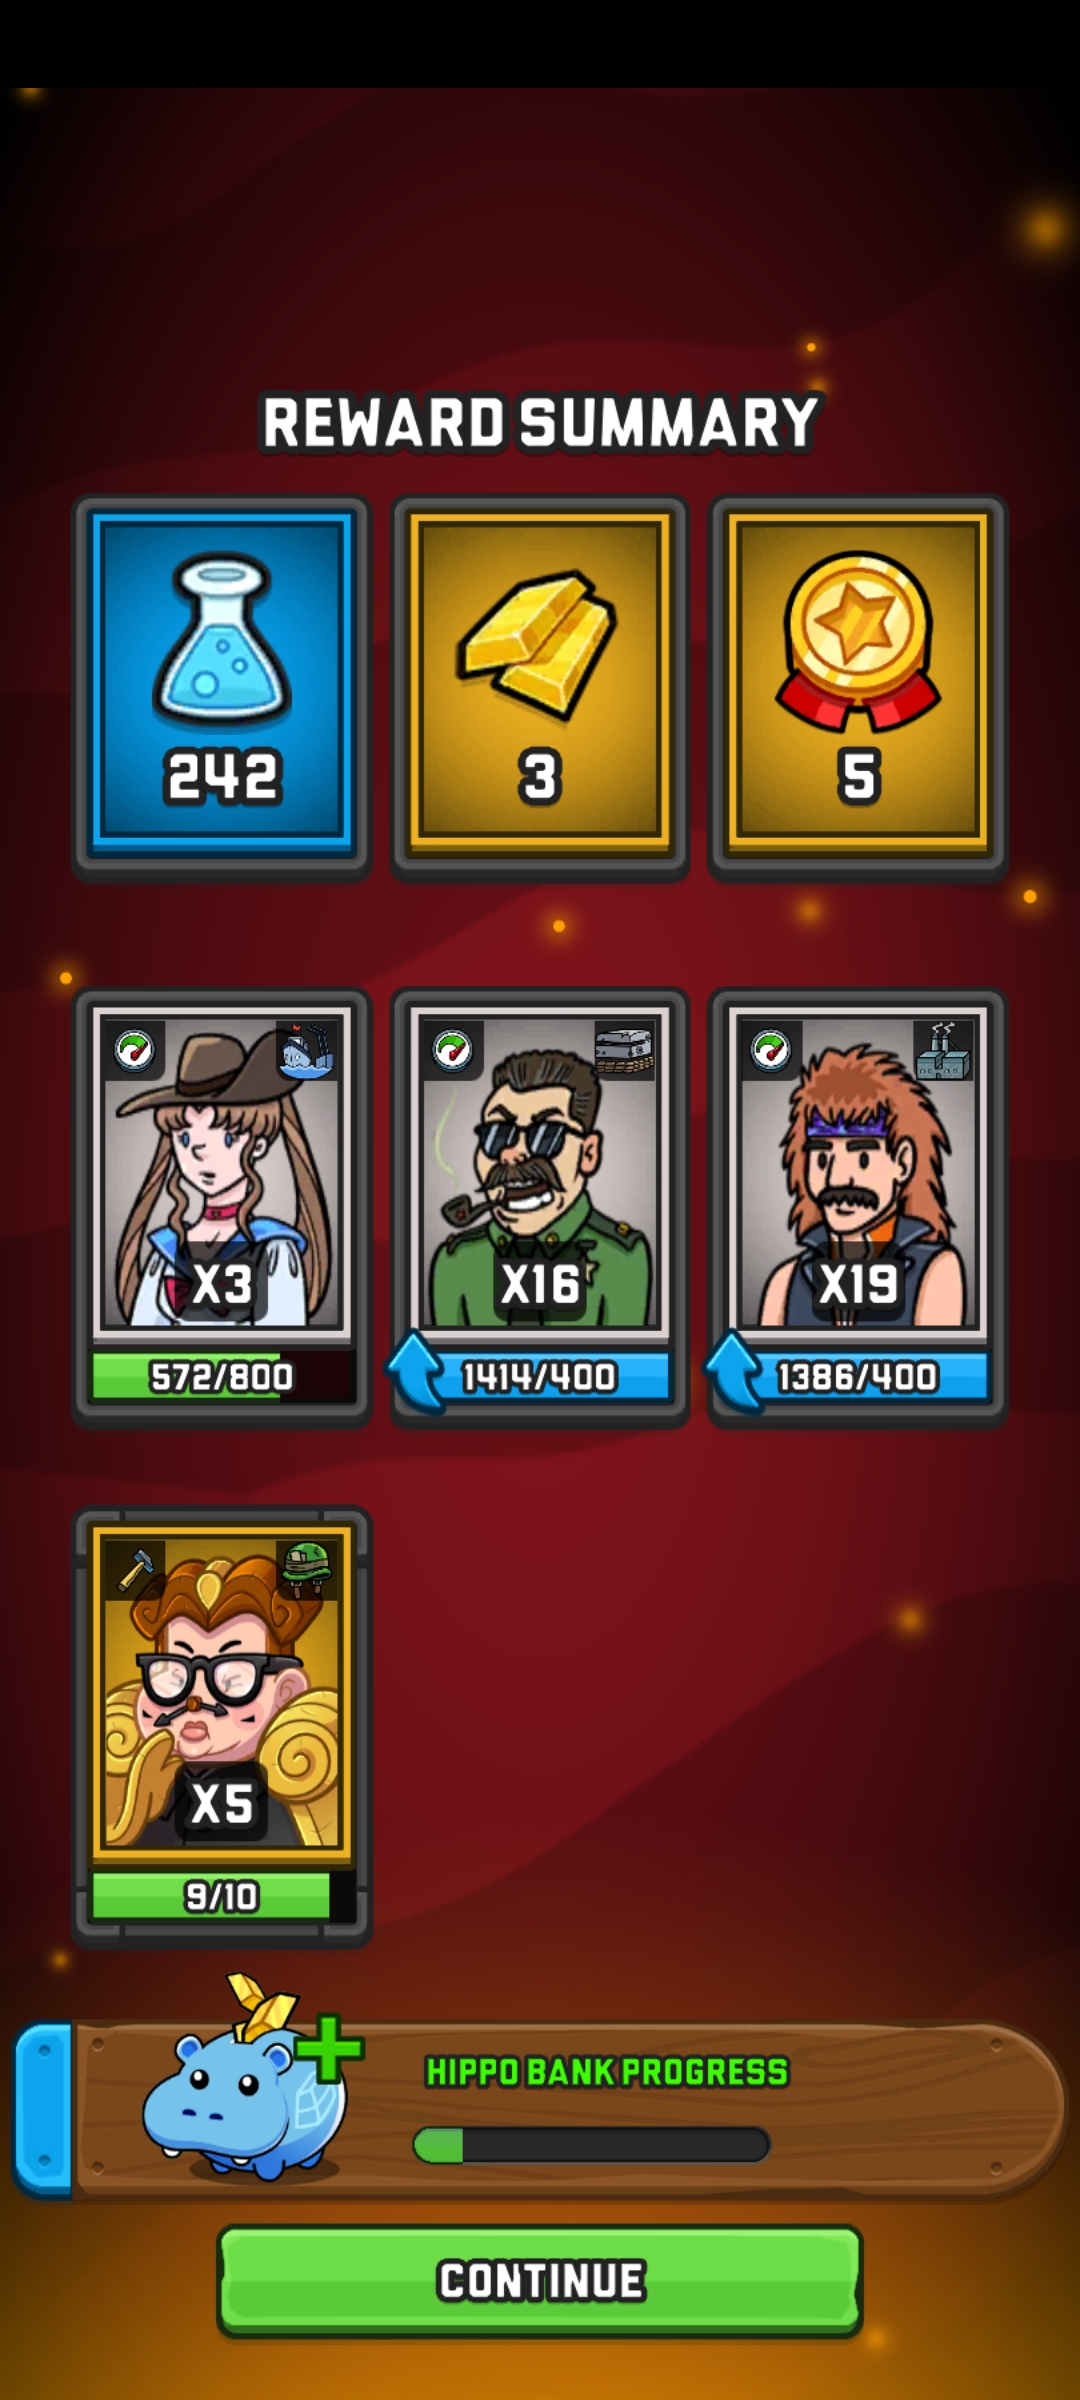 REWARD SUMMARY
242
3
5
X3
X16
X19
572/800
1414/400
1386/400
X5
9/10
HIPPO BANK PROGRESS
CONTINUE